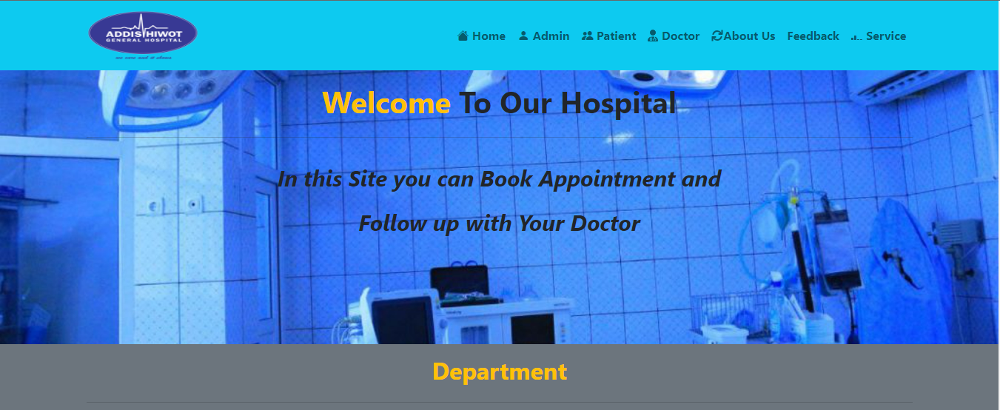 ADDIS HIWOT
GENERAL HOSPITAL
Home Admin Patient Doctor About Us Feedback Service
Welcome To Our Hospital
In this Site you can Book Appointment and
Follow up with Your Doctor
Department